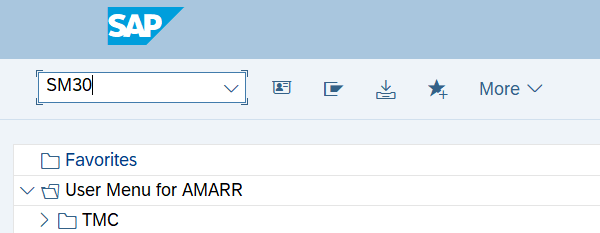 SAP
SM30
More
Favorites
User Menu for AMARR
TMC